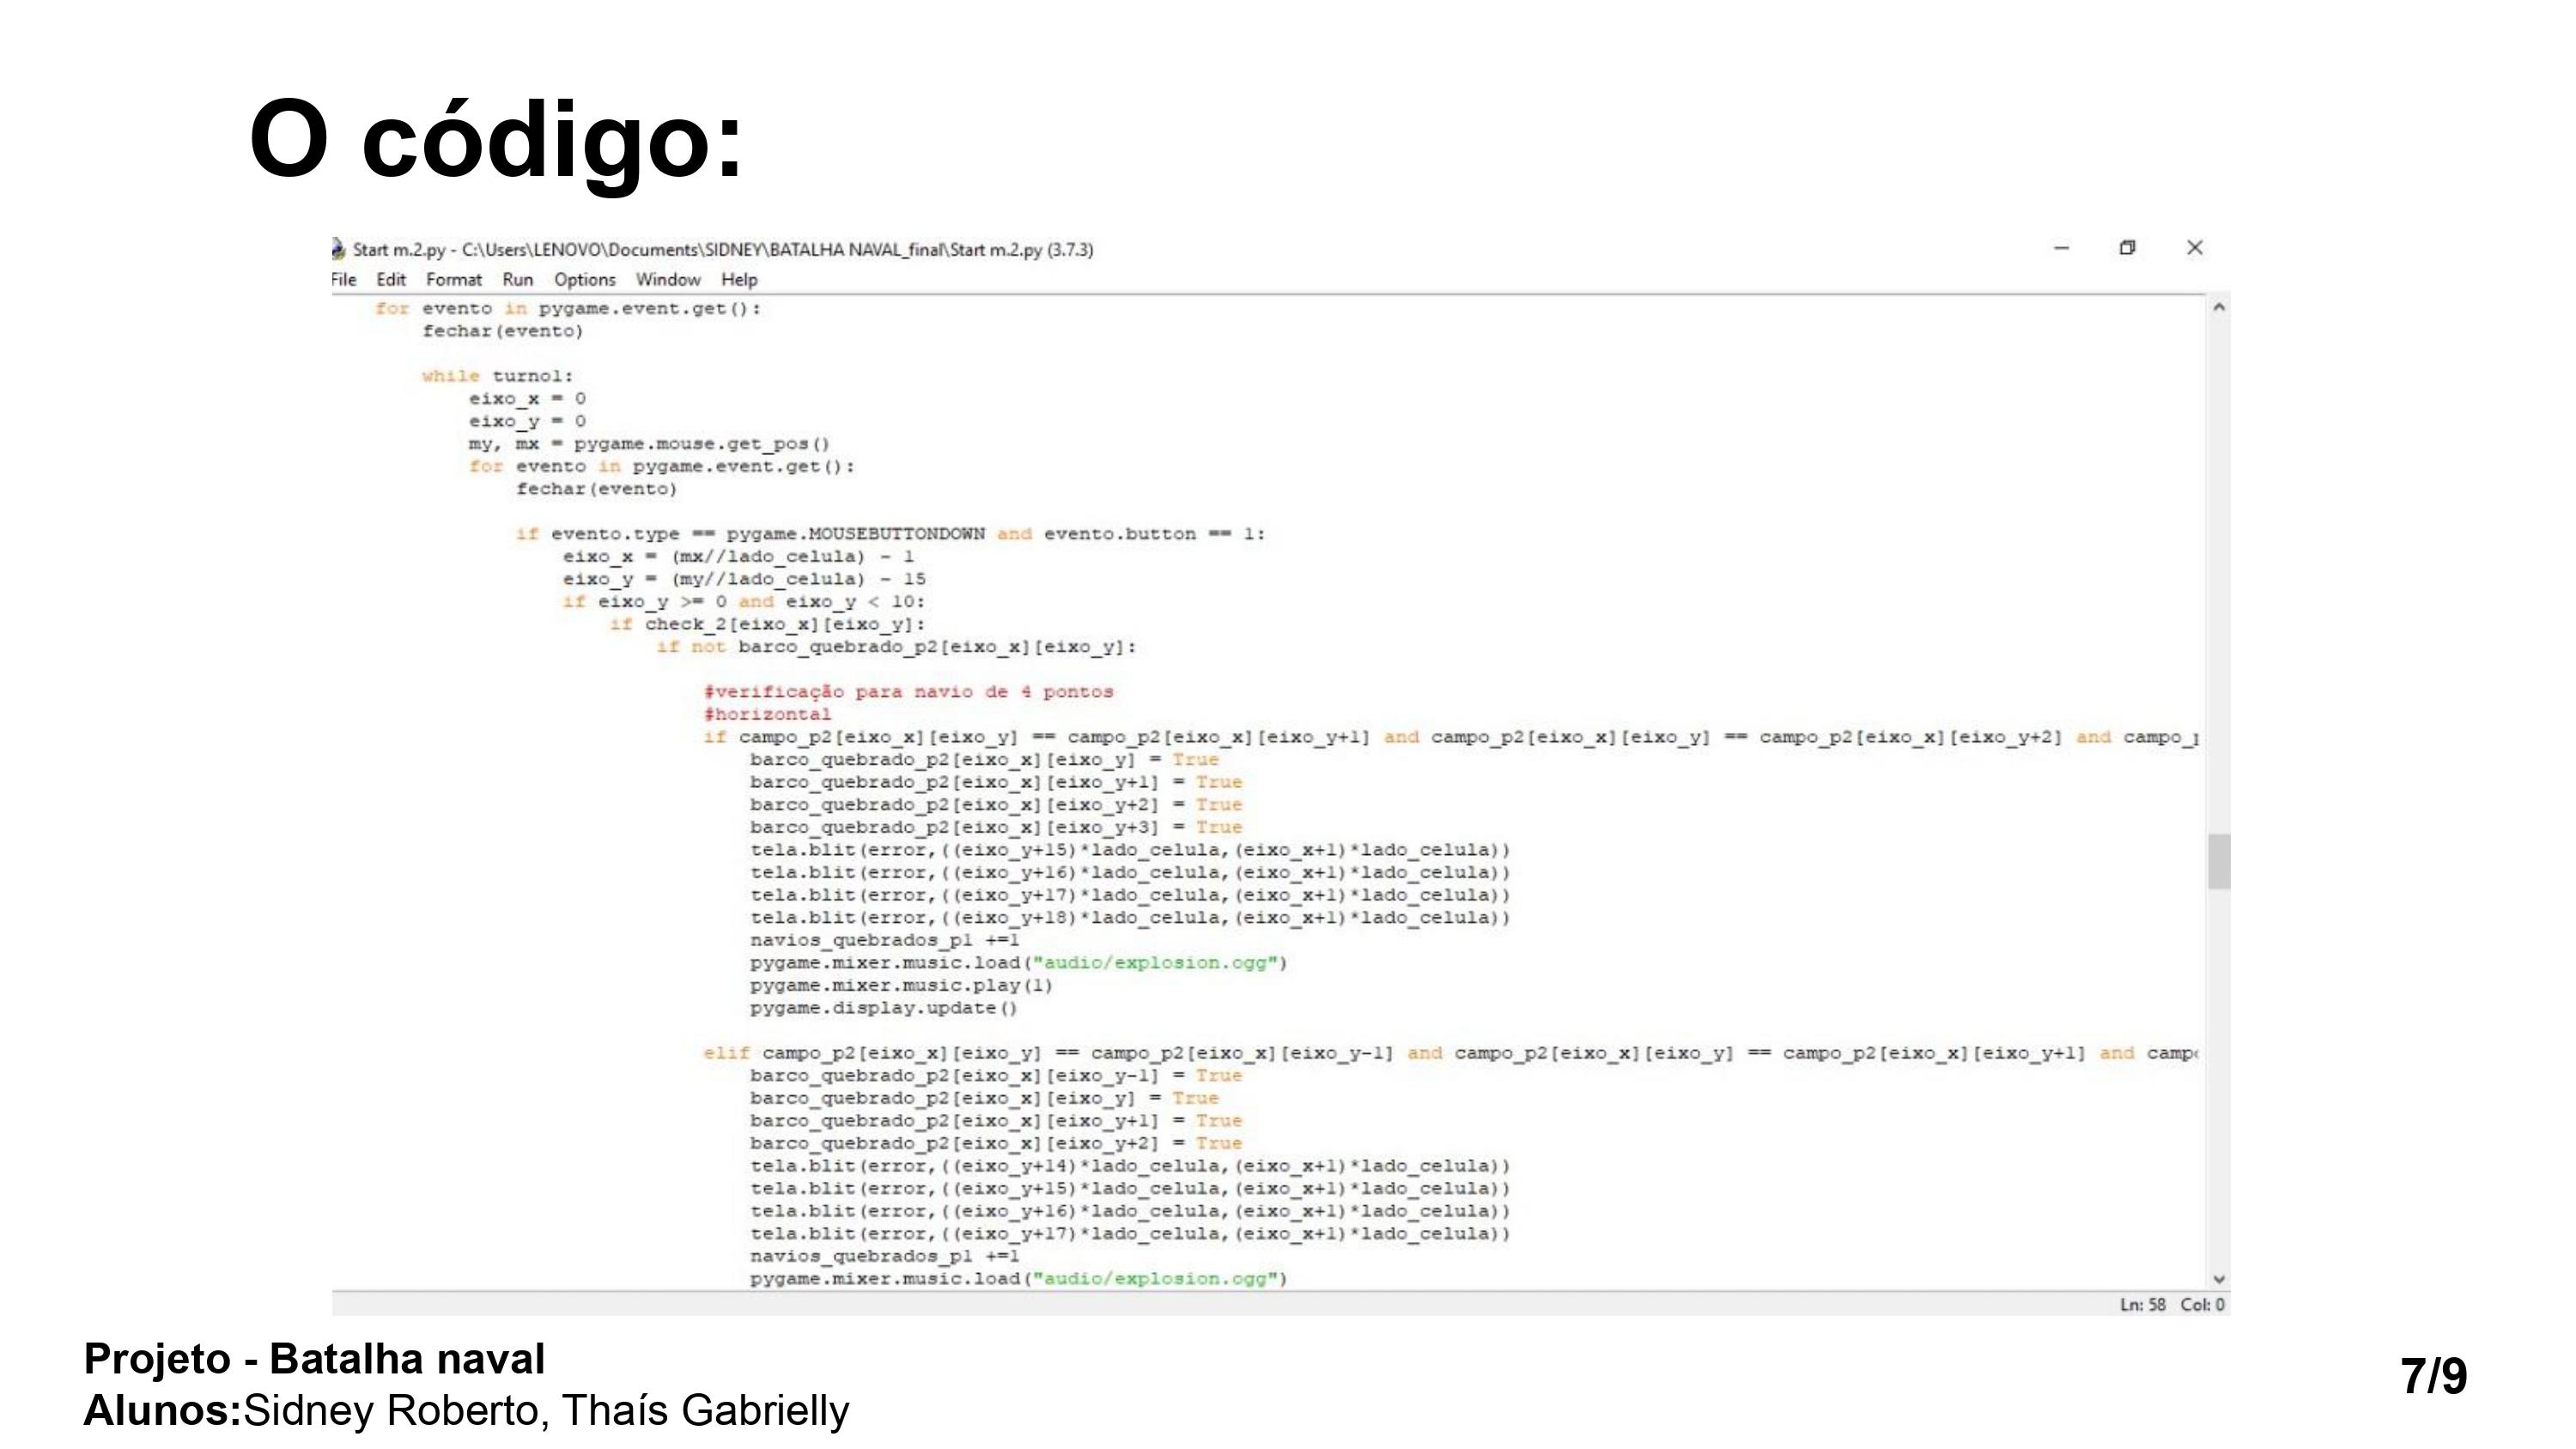 O código:
Start m.2.py - C:\Users\LENOVO\Documents\SIDNEY\BATALHA NAVAL_final\Start m.2.py (3.7.3)
File Edit Format Run Options Window Help
for evento in pygame.event.get():
fechar(evento)
while turno1:
eixo_x = 0
eixo_y = 0
my, mx = pygame.mouse.get_pos()
for evento in pygame.event.get():
fechar(evento)
if evento.type == pygame.MOUSEBUTTONDOWN and evento.button == 1:
eixo_x = (mx//lado_celula) - 1
eixo_y = (my//lado_celula) - 15
if eixo_y >= 0 and eixo_y < 10:
if check_2[eixo_x][eixo_y]:
if not barco_quebrado_p2[eixo_x][eixo_y]:
#verificação para navio de 4 pontos
#horizontal
if campo_p2[eixo_x][eixo_y] == campo_p2[eixo_x][eixo_y+1] and campo_p2[eixo_x][eixo_y] == campo_p2[eixo_x][eixo_y+2] and campo_
barco_quebrado_p2[eixo_x][eixo_y] = True
barco_quebrado_p2[eixo_x][eixo_y+1] = True
barco_quebrado_p2[eixo_x][eixo_y+2] = True
barco_quebrado_p2[eixo_x][eixo_y+3] = True
tela.blit(error,((eixo_y+15)*lado_celula,(eixo_x+1)*lado_celula))
tela.blit(error,((eixo_y+16)*lado_celula,(eixo_x+1)*lado_celula))
tela.blit(error,((eixo_y+17)*lado_celula,(eixo_x+1)*lado_celula))
tela.blit(error,((eixo_y+18)*lado_celula,(eixo_x+1)*lado_celula))
navios_quebrados_p1 +=1
pygame.mixer.music.load("audio/explosion.ogg")
pygame.mixer.music.play(1)
pygame.display.update()
elif campo_p2[eixo_x][eixo_y] == campo_p2[eixo_x][eixo_y-1] and campo_p2[eixo_x][eixo_y] == campo_p2[eixo_x][eixo_y+1] and camp
barco_quebrado_p2[eixo_x][eixo_y-1] = True
barco_quebrado_p2[eixo_x][eixo_y] = True
barco_quebrado_p2[eixo_x][eixo_y+1] = True
barco_quebrado_p2[eixo_x][eixo_y+2] = True
tela.blit(error,((eixo_y+14)*lado_celula,(eixo_x+1)*lado_celula))
tela.blit(error,((eixo_y+15)*lado_celula,(eixo_x+1)*lado_celula))
tela.blit(error,((eixo_y+16)*lado_celula,(eixo_x+1)*lado_celula))
tela.blit(error,((eixo_y+17)*lado_celula,(eixo_x+1)*lado_celula))
navios_quebrados_p1 +=1
pygame.mixer.music.load("audio/explosion.ogg")
Ln: 58 Col: 0
Projeto - Batalha naval
Alunos:Sidney Roberto, Thaís Gabrielly
7/9